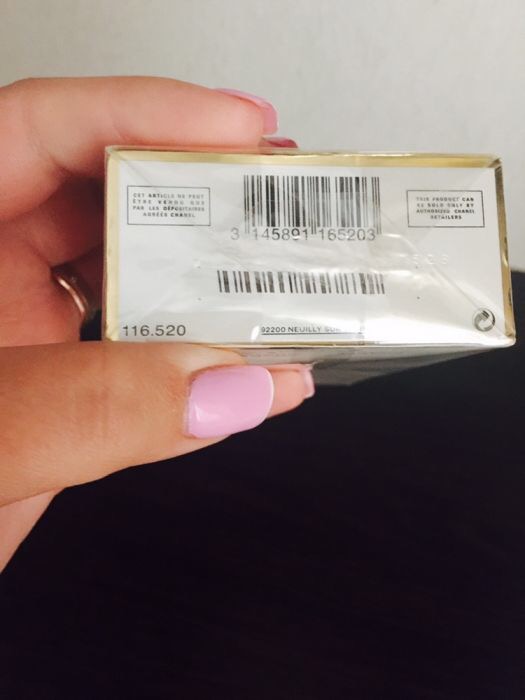 CET ARTICLE NE PEUT
ÊTRE VENDU QUE
PAR LES DÉPOSITAIRES
AGRÉÉS CHANEL
THIS PRODUCT CAN
BE SOLD ONLY BY
AUTHORIZED CHANEL
RETAILERS
3 145891 165203
116.520
92200 NEUILLY